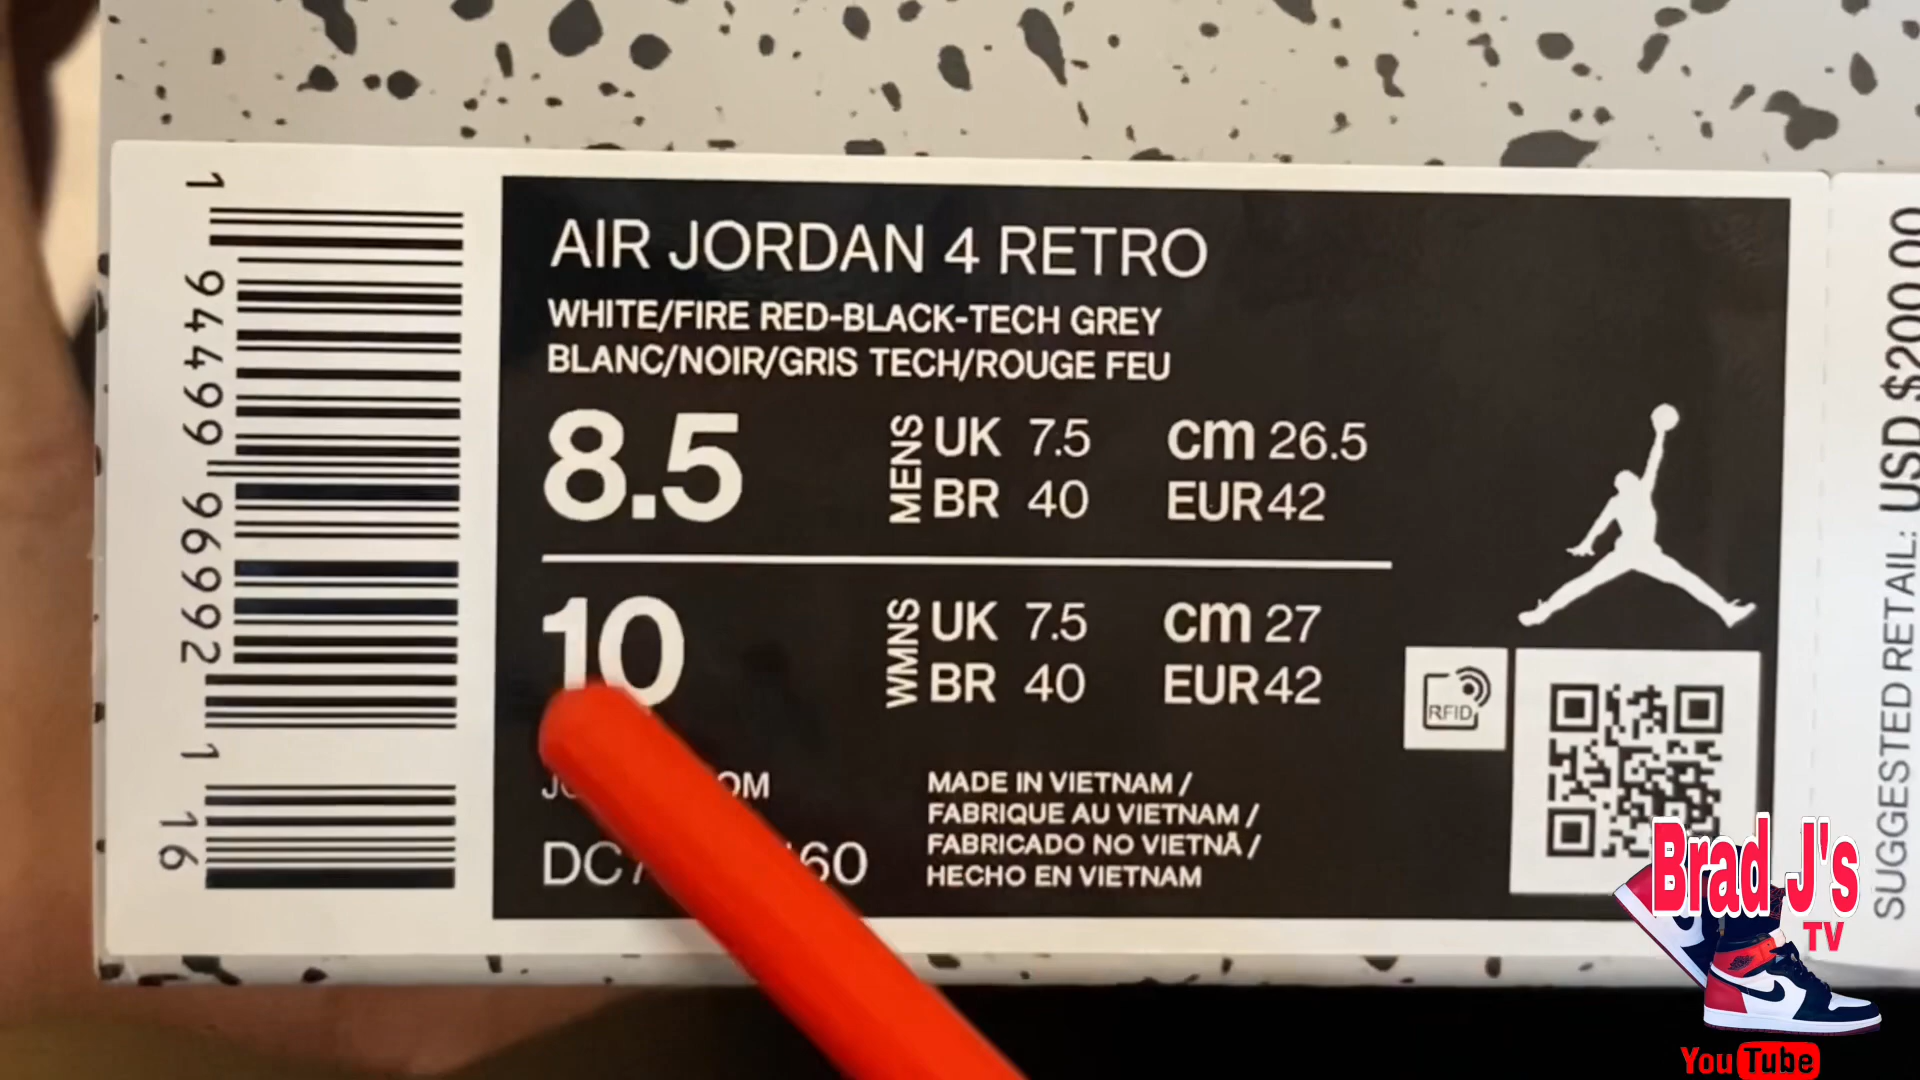 AIR JORDAN 4 RETRO
WHITE/FIRE RED-BLACK-TECH GREY
BLANC/NOIR/GRIS TECH/ROUGE FEU
8.5
MENS
UK 7.5 cm 26.5
BR 40 EUR 42
10
WMNS
UK 7.5 cm 27
BR 40 EUR 42
MADE IN VIETNAM /
FABRIQUE AU VIETNAM /
FABRICADO NO VIETNÃ /
HECHO EN VIETNAM
RFID
1 94499 96992 1
16
SUGGESTED RETAIL: USD $200.00
Brad J's
TV
YouTube